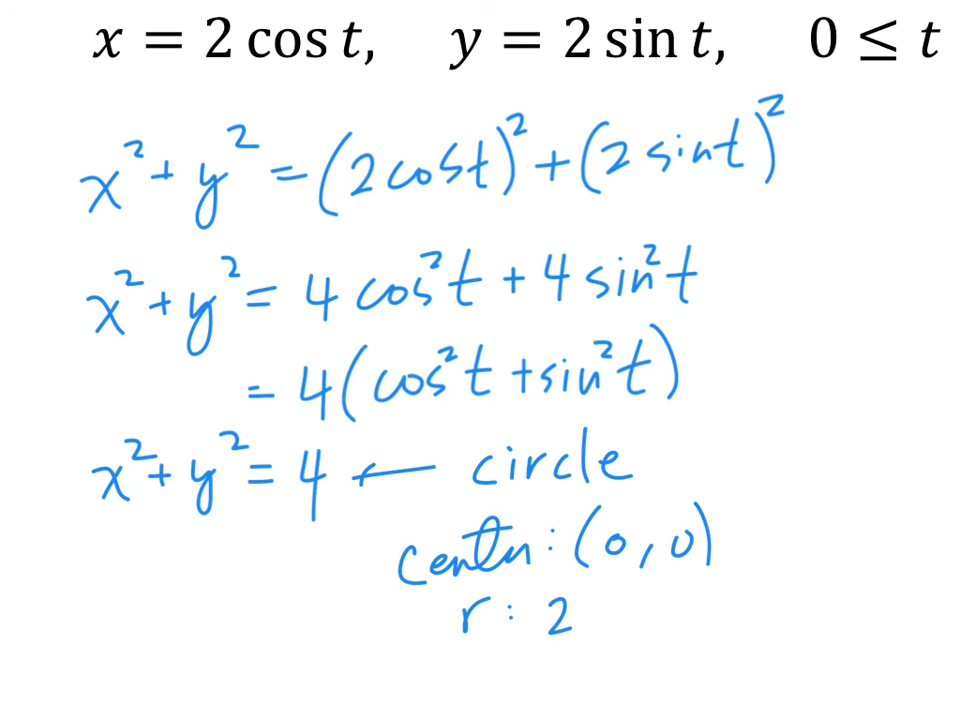 x = 2 cos t,    y = 2 sin t,    0 ≤ t
x² + y² = (2cost)² + (2sint)²
x² + y² = 4cos²t + 4sin²t
= 4(cos²t + sin²t)
x² + y² = 4 ← circle
center: (0,0)
r: 2